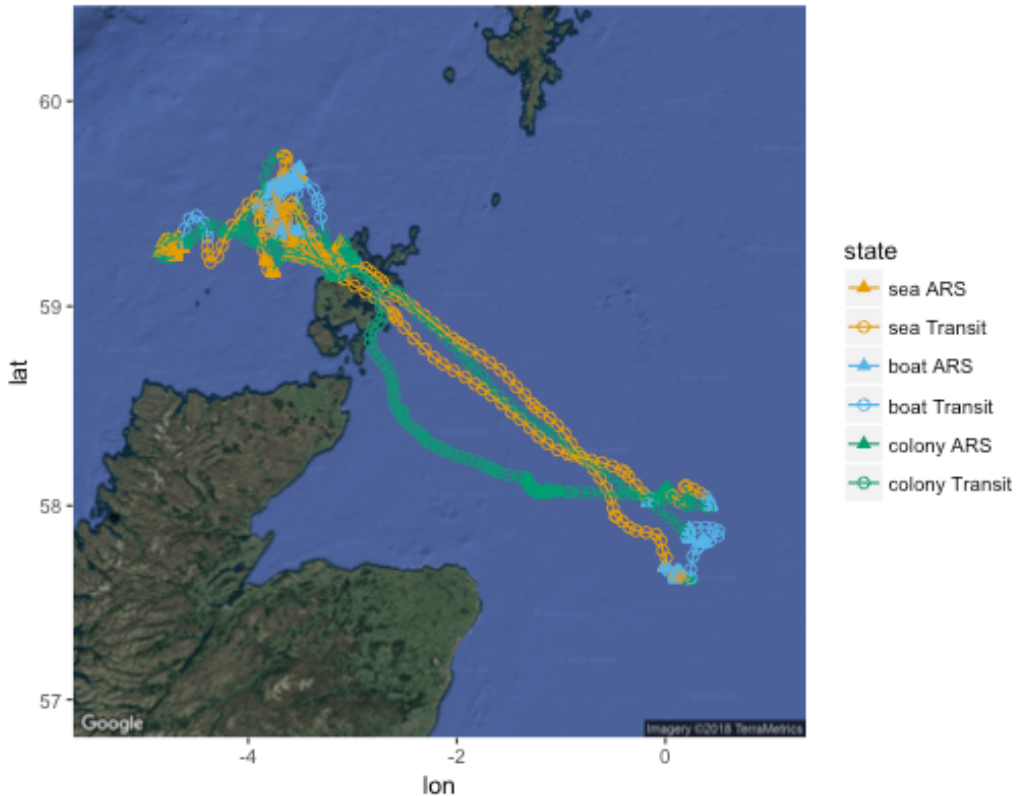 60
59
58
57
lat
-4
-2
0
lon
Google
Imagery ©2018 TerraMetrics
state
sea ARS
sea Transit
boat ARS
boat Transit
colony ARS
colony Transit